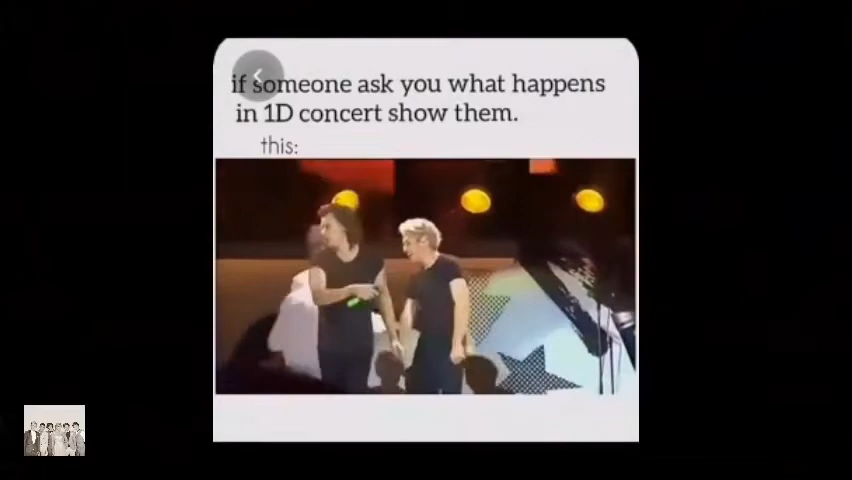 if someone ask you what happens
in 1D concert show them.
this: